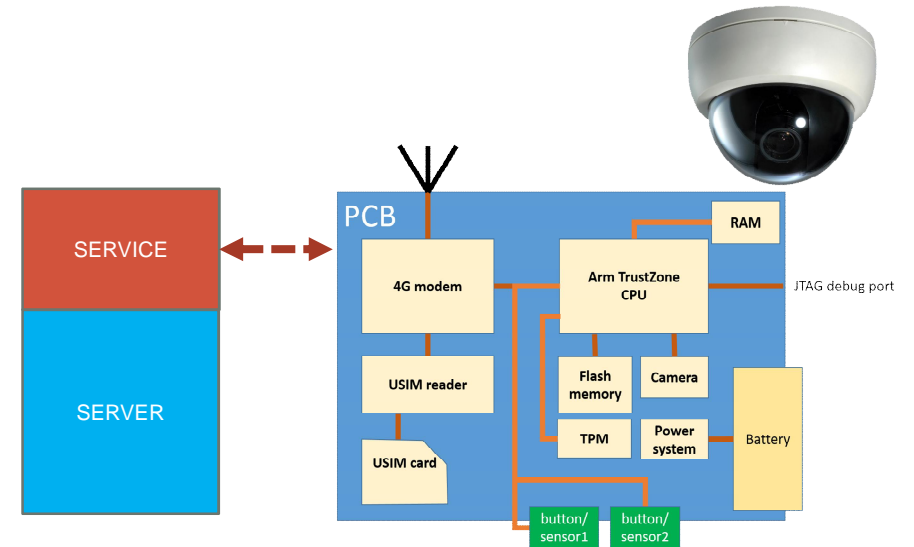 SERVICE
SERVER
PCB
4G modem
USIM reader
USIM card
RAM
Arm TrustZone
CPU
JTAG debug port
Flash
memory
Camera
TPM
Power
system
Battery
button/
sensor1
button/
sensor2